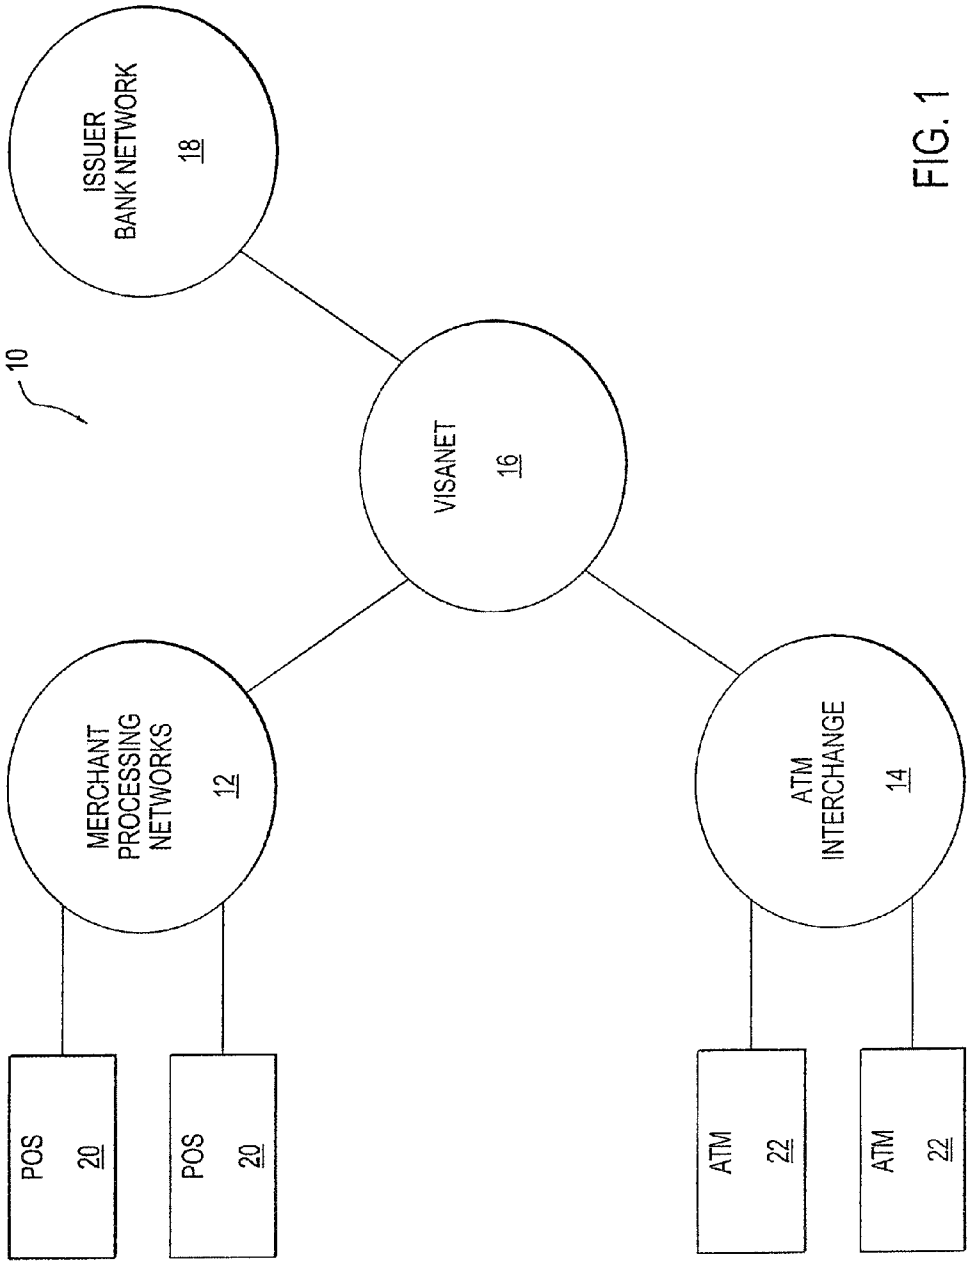 10
POS
20
POS
20
MERCHANT
PROCESSING
NETWORKS
12
VISANET
16
ISSUER
BANK NETWORK
18
ATM
22
ATM
22
ATM
INTERCHANGE
14
FIG. 1